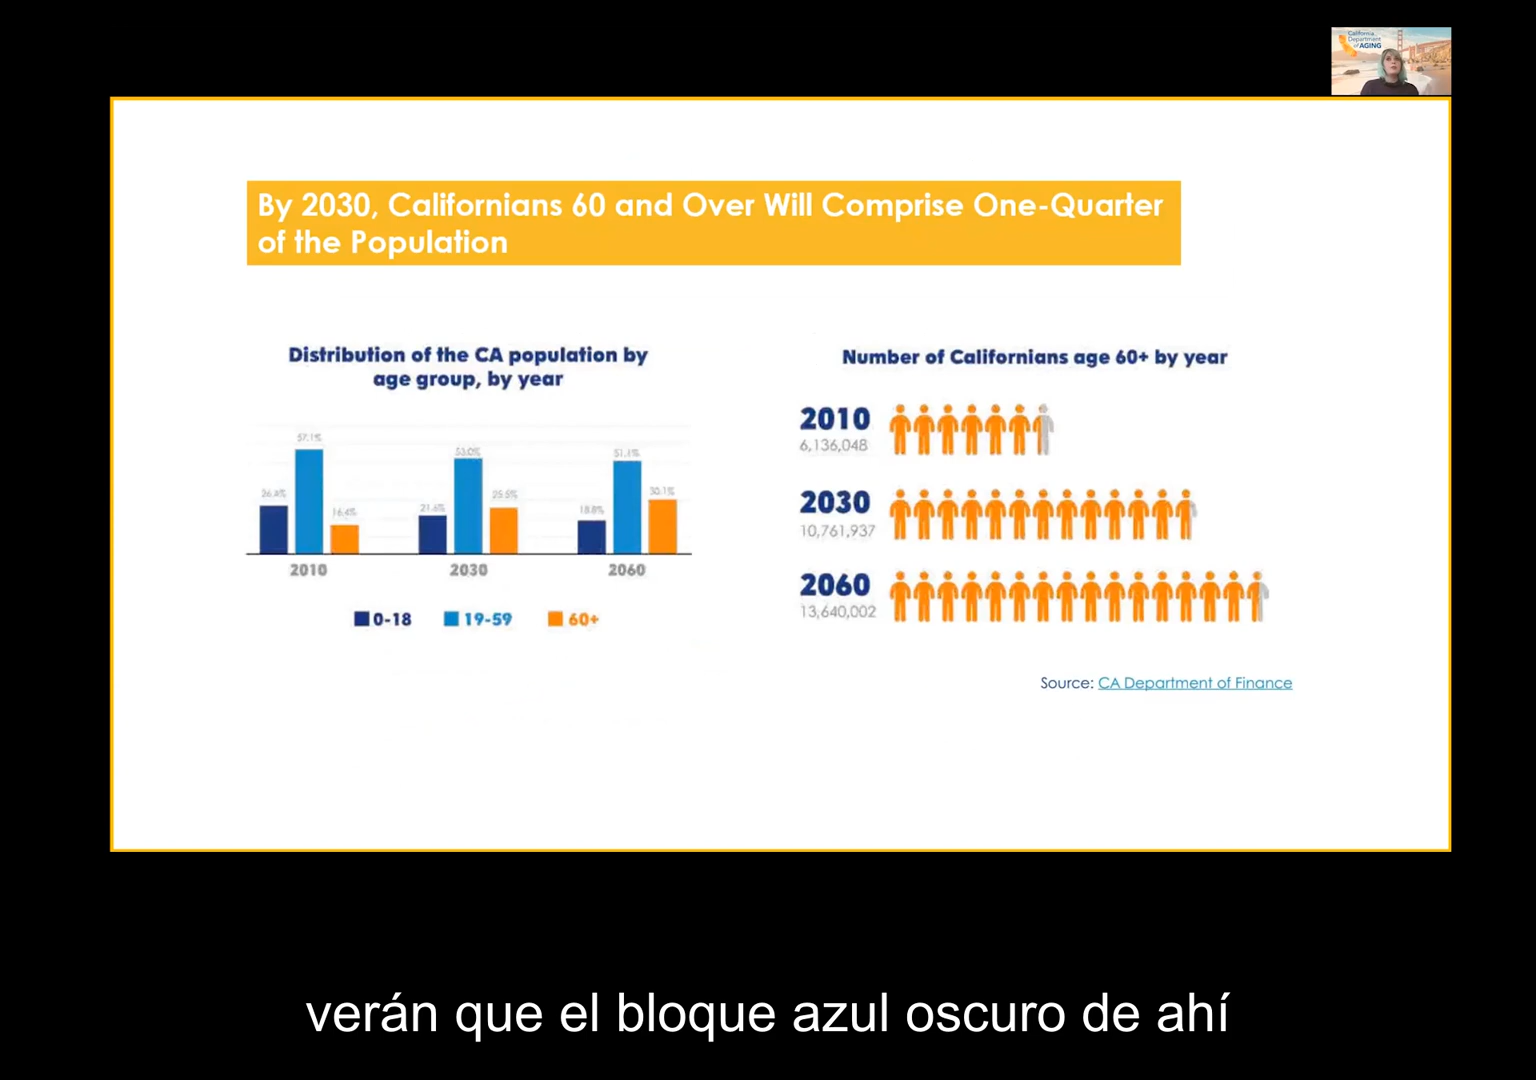 California
Department
of AGING
By 2030, Californians 60 and Over Will Comprise One-Quarter
of the Population
Distribution of the CA population by
age group, by year
57.1%
26.4%
16.4%
53.0%
21.6%
25.5%
51.1%
18.8%
30.1%
2010
2030
2060
0-18
19-59
60+
Number of Californians age 60+ by year
2010
6,136,048
2030
10,761,937
2060
13,640,002
Source: CA Department of Finance
verán que el bloque azul oscuro de ahí